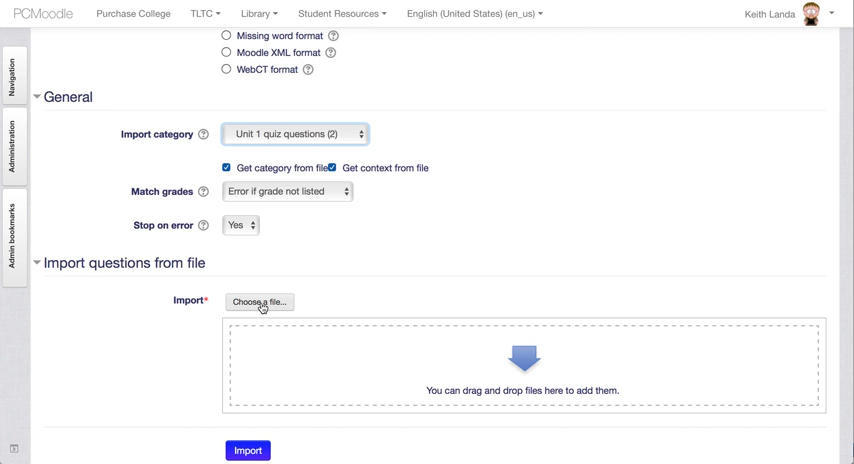 PCMoodle Purchase College TLTC Library Student Resources English (United States) (en_us) Keith Landa
Missing word format
Moodle XML format
WebCT format
Navigation
Administration
Admin bookmarks
General
Import category Unit 1 quiz questions (2)
Get category from file Get context from file
Match grades Error if grade not listed
Stop on error Yes
Import questions from file
Import* Choose a file...
You can drag and drop files here to add them.
Import